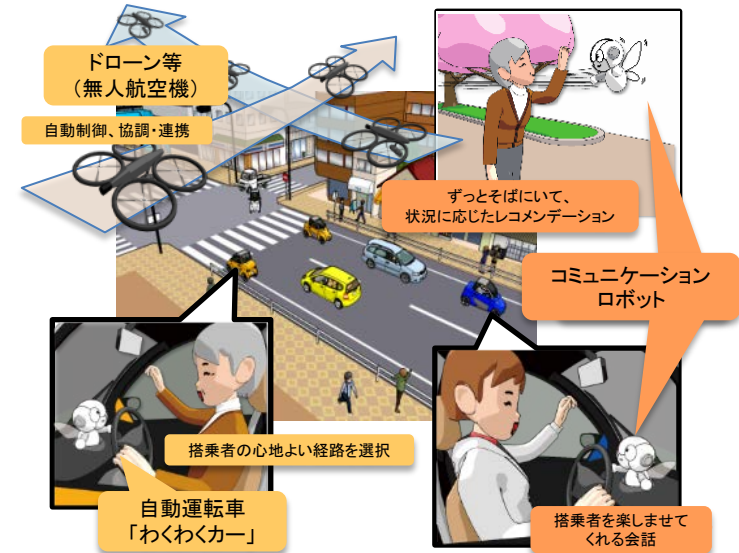 ドローン等
（無人航空機）
自動制御、協調・連携
ずっとそばにいて、
状況に応じたレコメンデーション
コミュニケーション
ロボット
搭乗者の心地よい経路を選択
自動運転車
「わくわくカー」
搭乗者を楽しませて
くれる会話